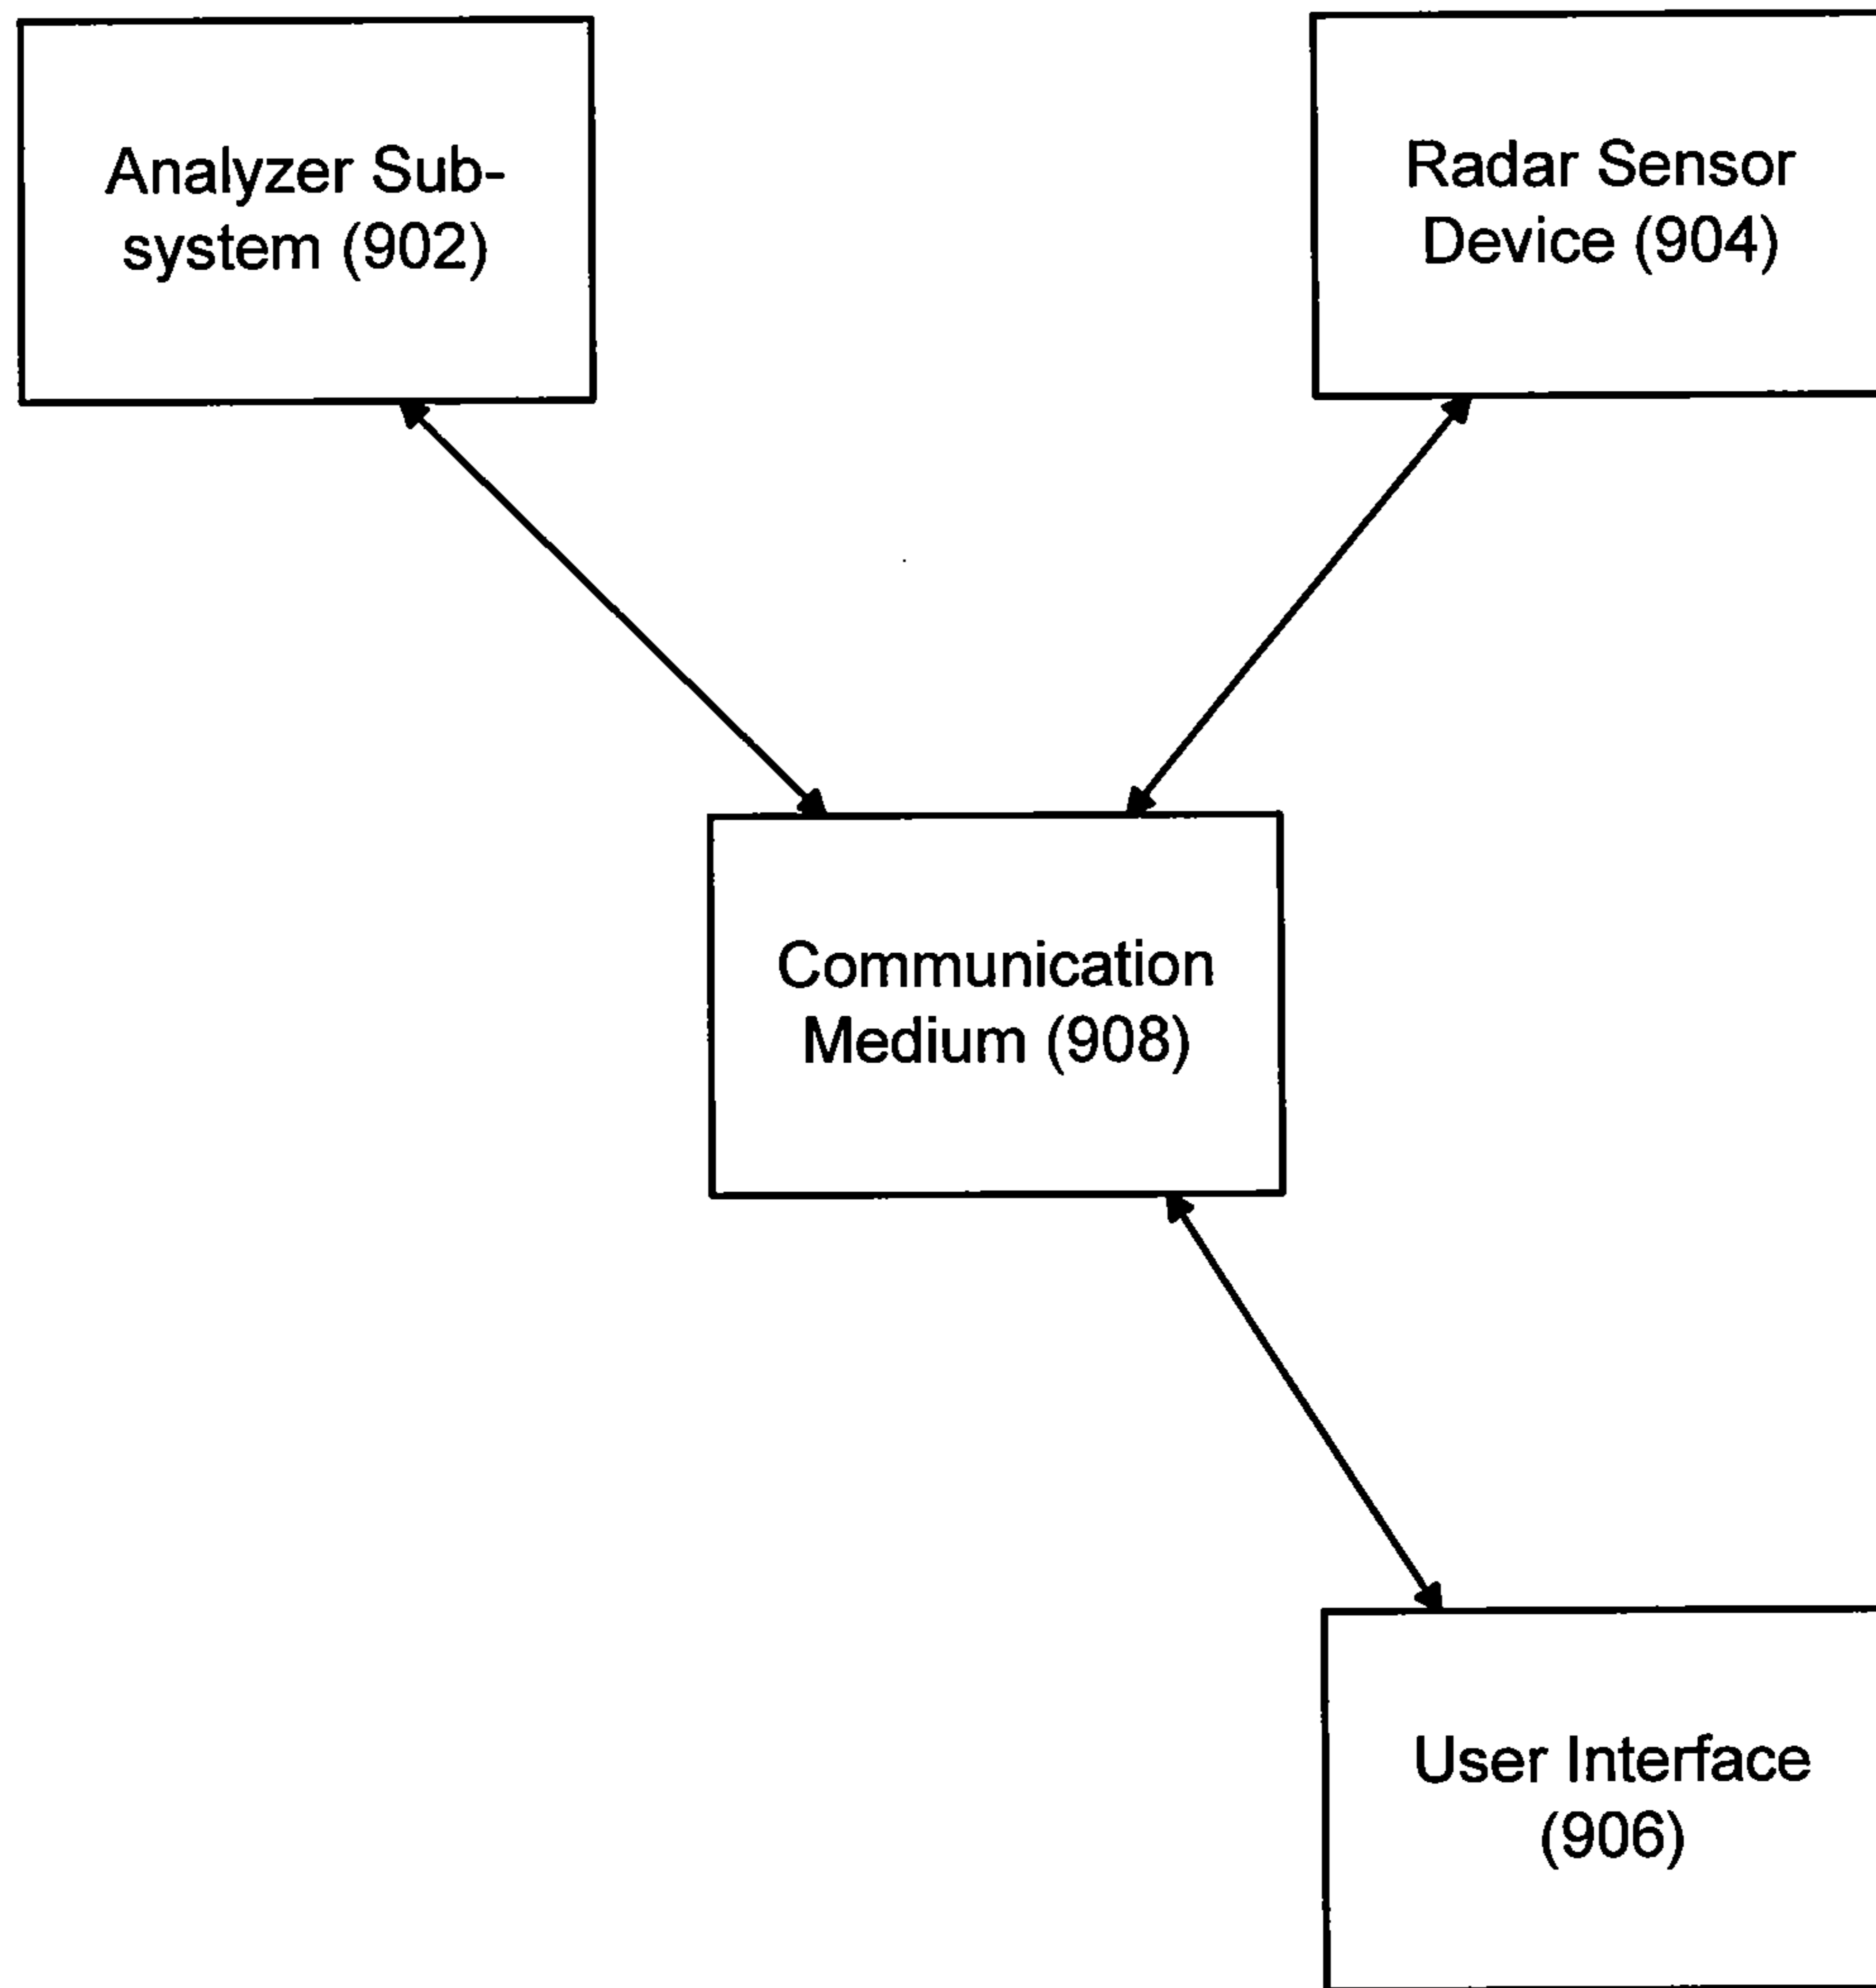 Analyzer Sub-
system (902)
Radar Sensor
Device (904)
Communication
Medium (908)
User Interface
(906)